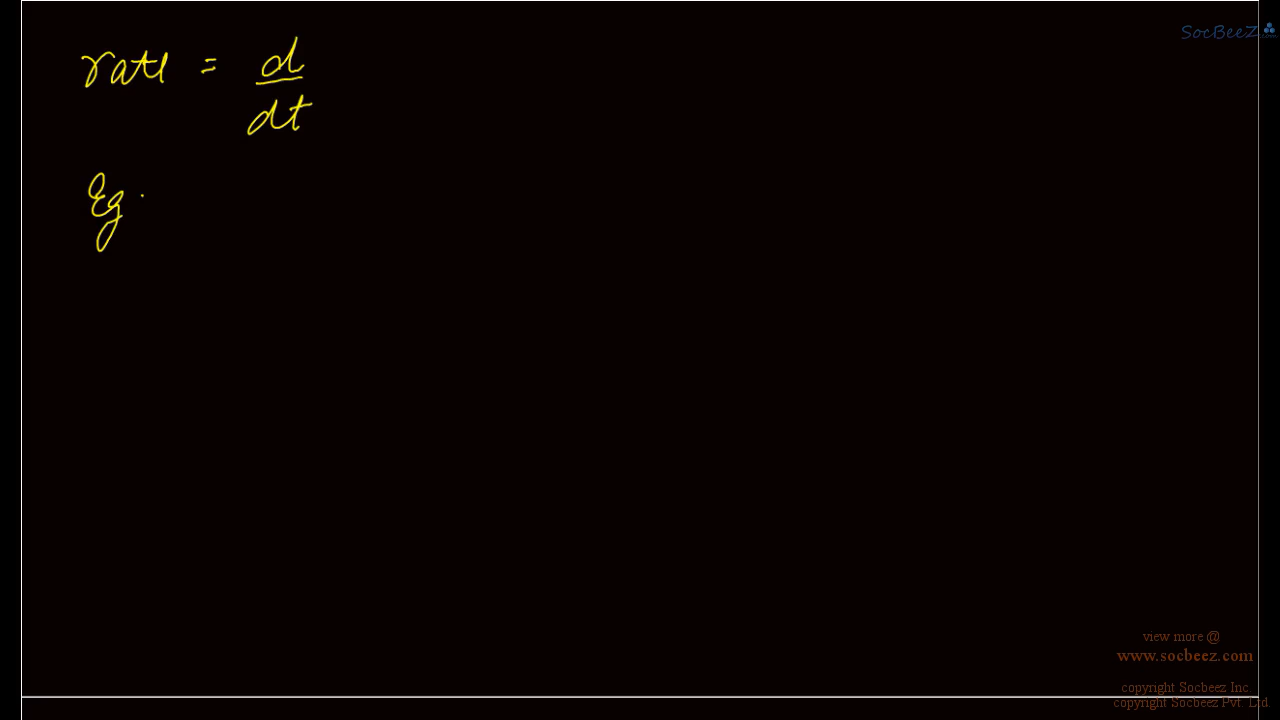 SocBeeZ
rate = d
dt
Eg.
view more @
www.socbeez.com
copyright Socbeez Inc.
copyright Socbeez Pvt. Ltd.